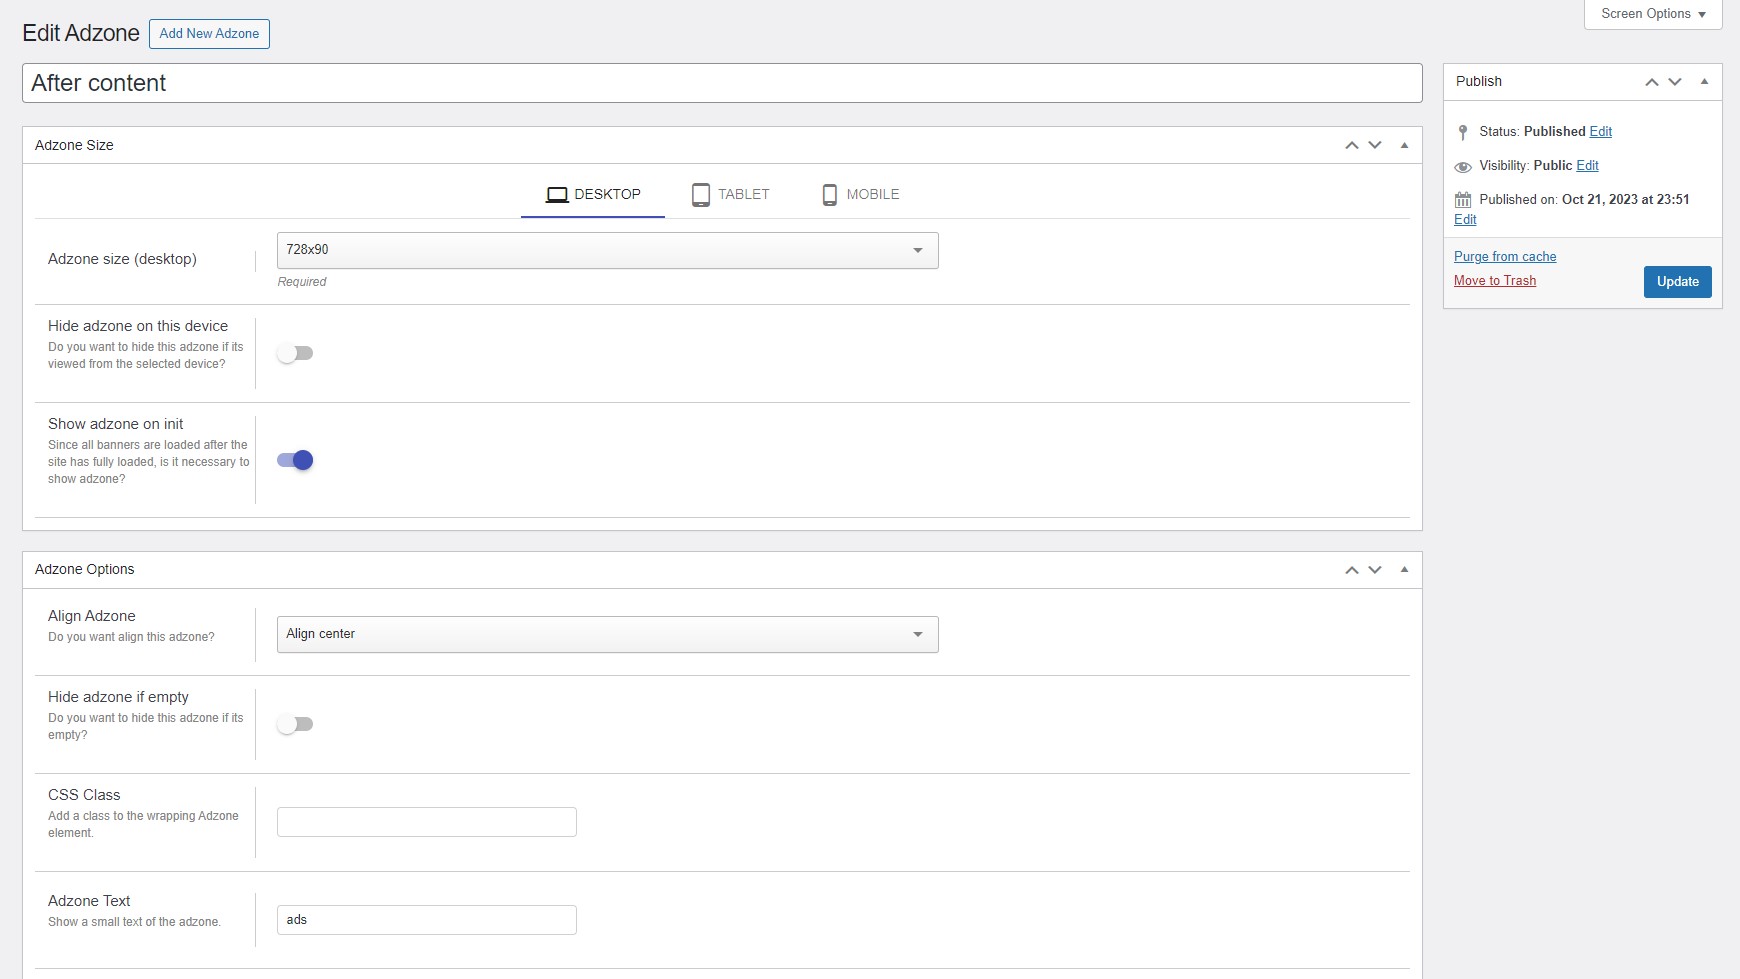 Screen Options
Edit Adzone
Add New Adzone
After content
Adzone Size
DESKTOP
TABLET
MOBILE
Adzone size (desktop)
728x90
Required
Hide adzone on this device
Do you want to hide this adzone if its
viewed from the selected device?
Show adzone on init
Since all banners are loaded after the
site has fully loaded, is it necessary to
show adzone?
Adzone Options
Align Adzone
Do you want align this adzone?
Align center
Hide adzone if empty
Do you want to hide this adzone if its
empty?
CSS Class
Add a class to the wrapping Adzone
element.
Adzone Text
Show a small text of the adzone.
ads
Publish
Status: Published Edit
Visibility: Public Edit
Published on: Oct 21, 2023 at 23:51
Edit
Purge from cache
Move to Trash
Update